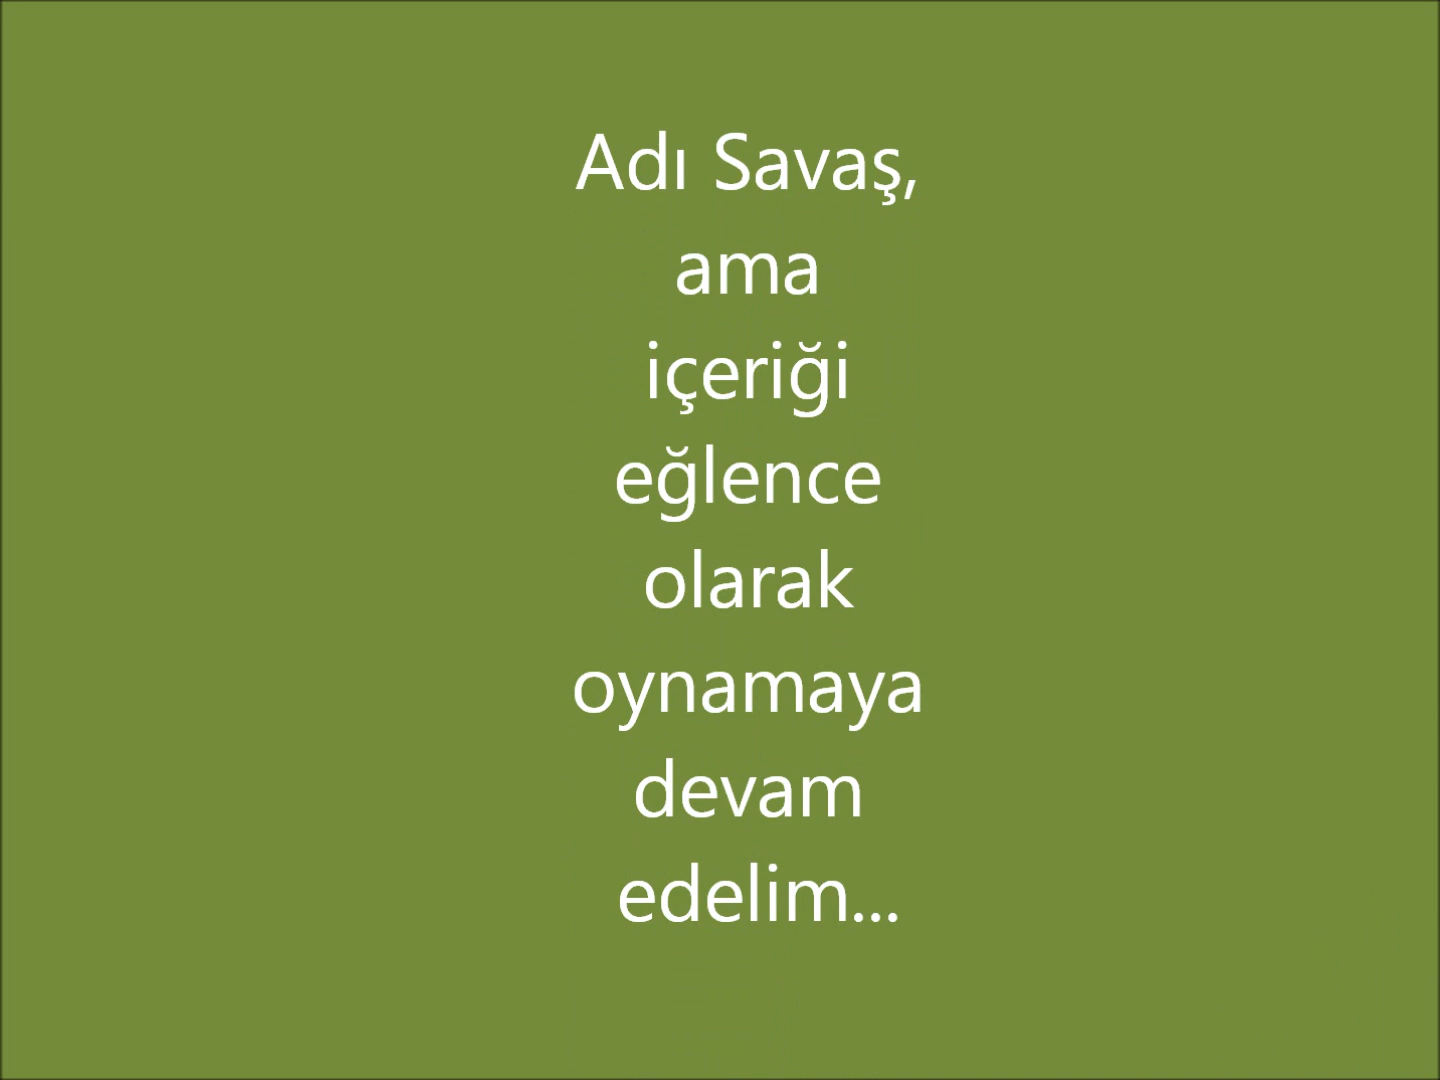 Adı Savaş,
ama
içeriği
eğlence
olarak
oynamaya
devam
edelim...